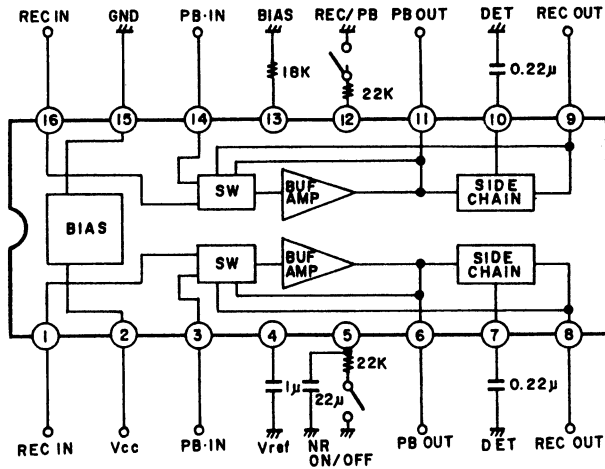 REC IN GND PB·IN BIAS REC/PB PB OUT DET REC OUT
18K 22K 0.22μ
16 15 14 13 12 11 10 9
SW BUF AMP SIDE CHAIN
BIAS
SW BUF AMP SIDE CHAIN
1 2 3 4 5 6 7 8
1μ 22μ 22K 0.22μ
REC IN Vcc PB·IN Vref NR ON/OFF PB OUT DET REC OUT